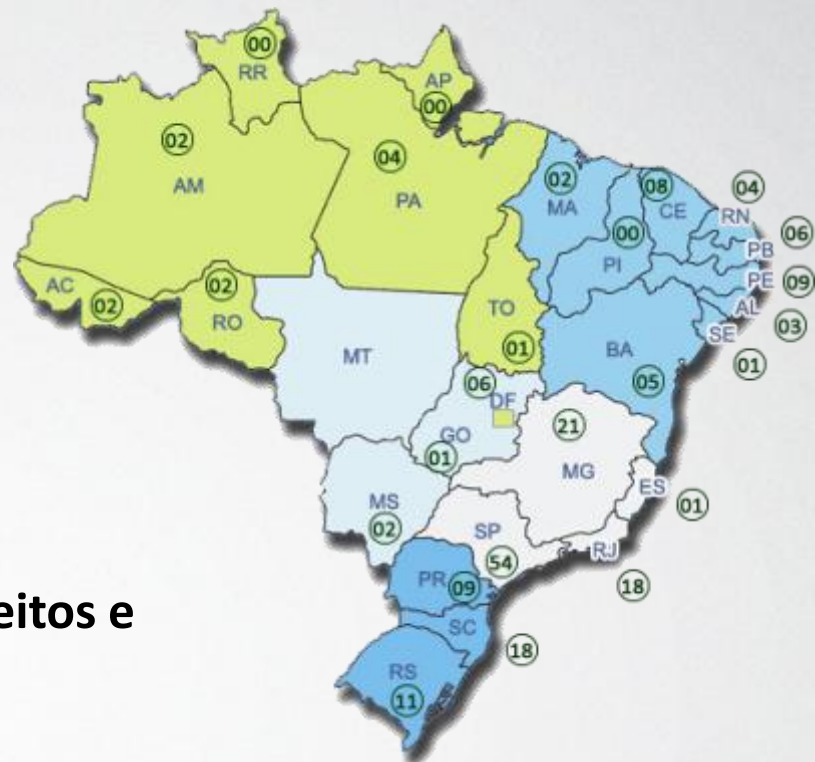 00
RR
AP
00
02
AM
04
PA
02
MA
08
CE
04
RN
00
PI
06
PB
PE
09
AL
03
SE
01
AC
02
02
RO
TO
01
MT
BA
05
06
DF
GO
01
21
MG
ES
01
MS
02
SP
54
RJ
18
PR
09
SC
18
RS
11
eitos e